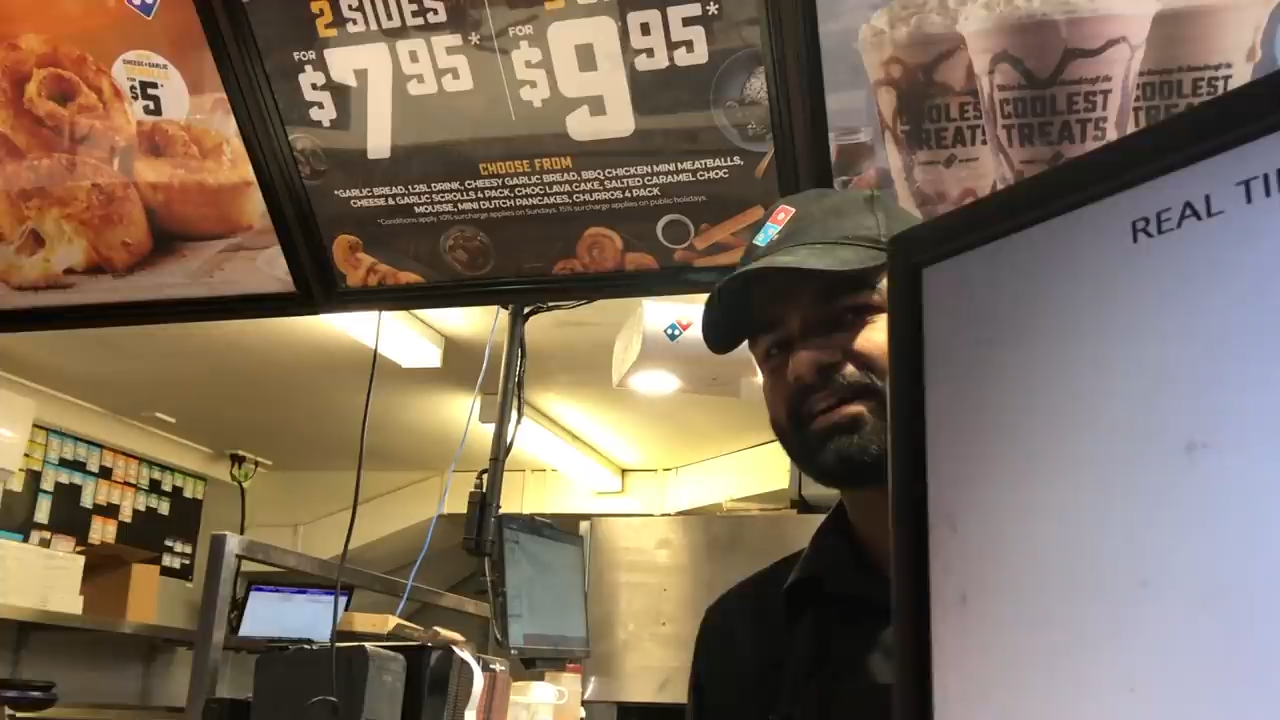 2 SIDES
FOR $7.95*
FOR $9.95*
CHEESE & GARLIC
SCROLLS
$5
CHOOSE FROM
*GARLIC BREAD, 1.25L DRINK, CHEESY GARLIC BREAD, BBQ CHICKEN MINI MEATBALLS,
CHEESE & GARLIC SCROLLS 4 PACK, CHOC LAVA CAKE, SALTED CARAMEL CHOC
MOUSSE, MINI DUTCH PANCAKES, CHURROS 4 PACK
*Conditions apply. 10% surcharge applies on Sundays. 15% surcharge applies on public holidays.
COOLEST
TREATS
COOLEST
TREATS
COOLEST
REAL TI